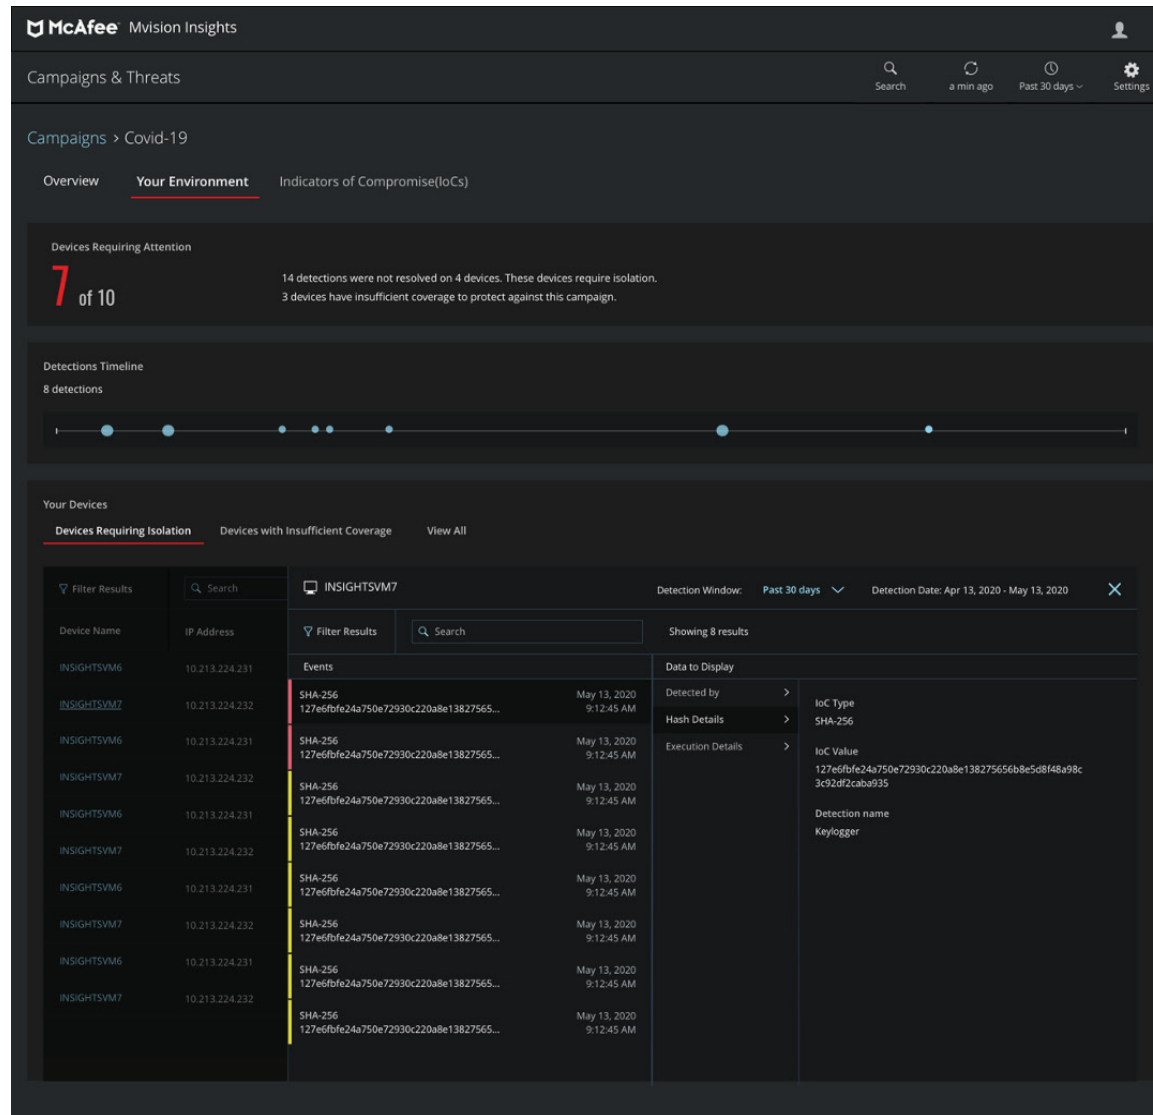 McAfee Mvision Insights
Campaigns & Threats
Search
a min ago
Past 30 days
Settings
Campaigns > Covid-19
Overview
Your Environment
Indicators of Compromise(IoCs)
Devices Requiring Attention
7 of 10
14 detections were not resolved on 4 devices. These devices require isolation.
3 devices have insufficient coverage to protect against this campaign.
Detections Timeline
8 detections
Your Devices
Devices Requiring Isolation
Devices with Insufficient Coverage
View All
Filter Results
Search
Device Name
IP Address
INSIGHTSVM6
10.213.224.231
INSIGHTSVM7
10.213.224.232
INSIGHTSVM6
10.213.224.231
INSIGHTSVM7
10.213.224.232
INSIGHTSVM6
10.213.224.231
INSIGHTSVM7
10.213.224.232
INSIGHTSVM6
10.213.224.231
INSIGHTSVM7
10.213.224.232
INSIGHTSVM6
10.213.224.231
INSIGHTSVM7
10.213.224.232
INSIGHTSVM7
Detection Window:
Past 30 days
Detection Date: Apr 13, 2020 - May 13, 2020
Filter Results
Search
Showing 8 results
Events
SHA-256
May 13, 2020
127e6fbfe24a750e72930c220a8e13827565...
9:12:45 AM
SHA-256
May 13, 2020
127e6fbfe24a750e72930c220a8e13827565...
9:12:45 AM
SHA-256
May 13, 2020
127e6fbfe24a750e72930c220a8e13827565...
9:12:45 AM
SHA-256
May 13, 2020
127e6fbfe24a750e72930c220a8e13827565...
9:12:45 AM
SHA-256
May 13, 2020
127e6fbfe24a750e72930c220a8e13827565...
9:12:45 AM
SHA-256
May 13, 2020
127e6fbfe24a750e72930c220a8e13827565...
9:12:45 AM
SHA-256
May 13, 2020
127e6fbfe24a750e72930c220a8e13827565...
9:12:45 AM
SHA-256
May 13, 2020
127e6fbfe24a750e72930c220a8e13827565...
9:12:45 AM
Data to Display
Detected by >
Hash Details >
Execution Details >
IoC Type
SHA-256
IoC Value
127e6fbfe24a750e72930c220a8e138275656b8e5d8f48a98c
3c92df2caba935
Detection name
Keylogger